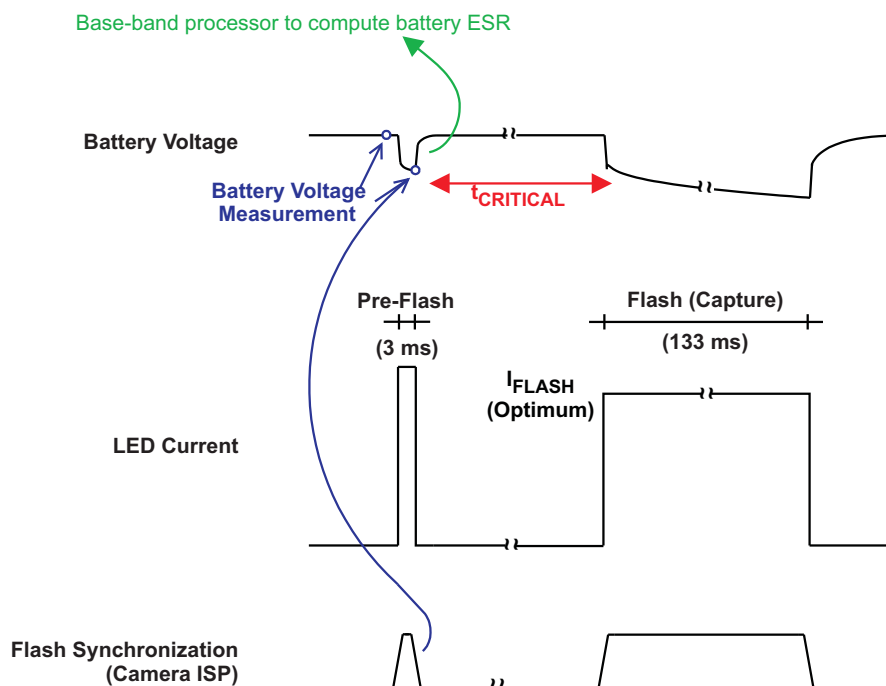 Base-band processor to compute battery ESR
Battery Voltage
Battery Voltage
Measurement
tCRITICAL
Pre-Flash
(3 ms)
Flash (Capture)
(133 ms)
IFLASH
(Optimum)
LED Current
Flash Synchronization
(Camera ISP)